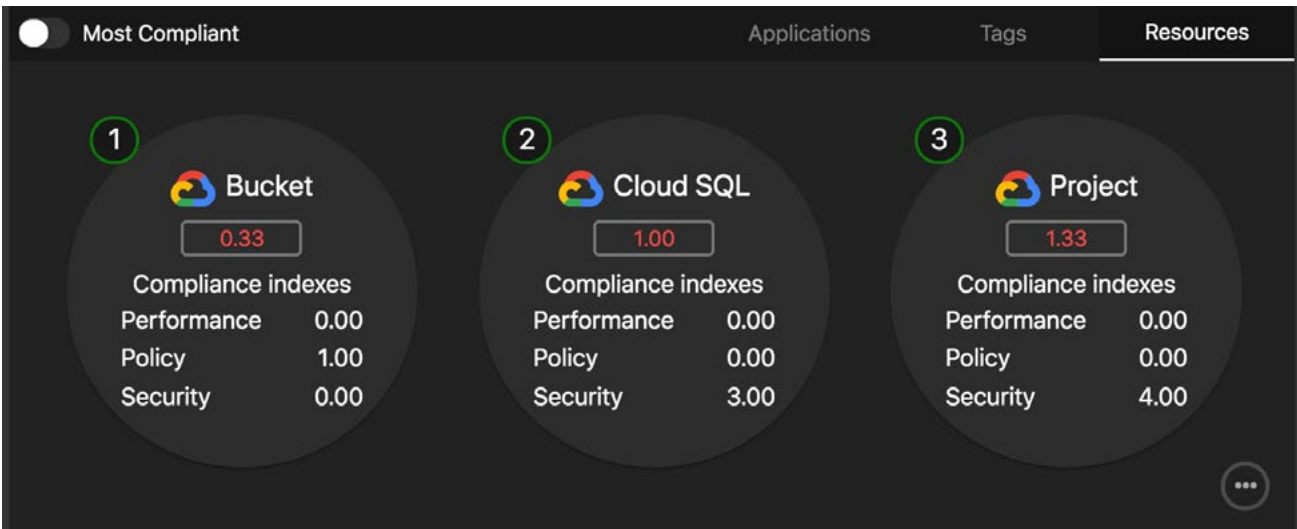 Most Compliant
Applications Tags Resources
1
Bucket
0.33
Compliance indexes
Performance 0.00
Policy 1.00
Security 0.00
2
Cloud SQL
1.00
Compliance indexes
Performance 0.00
Policy 0.00
Security 3.00
3
Project
1.33
Compliance indexes
Performance 0.00
Policy 0.00
Security 4.00